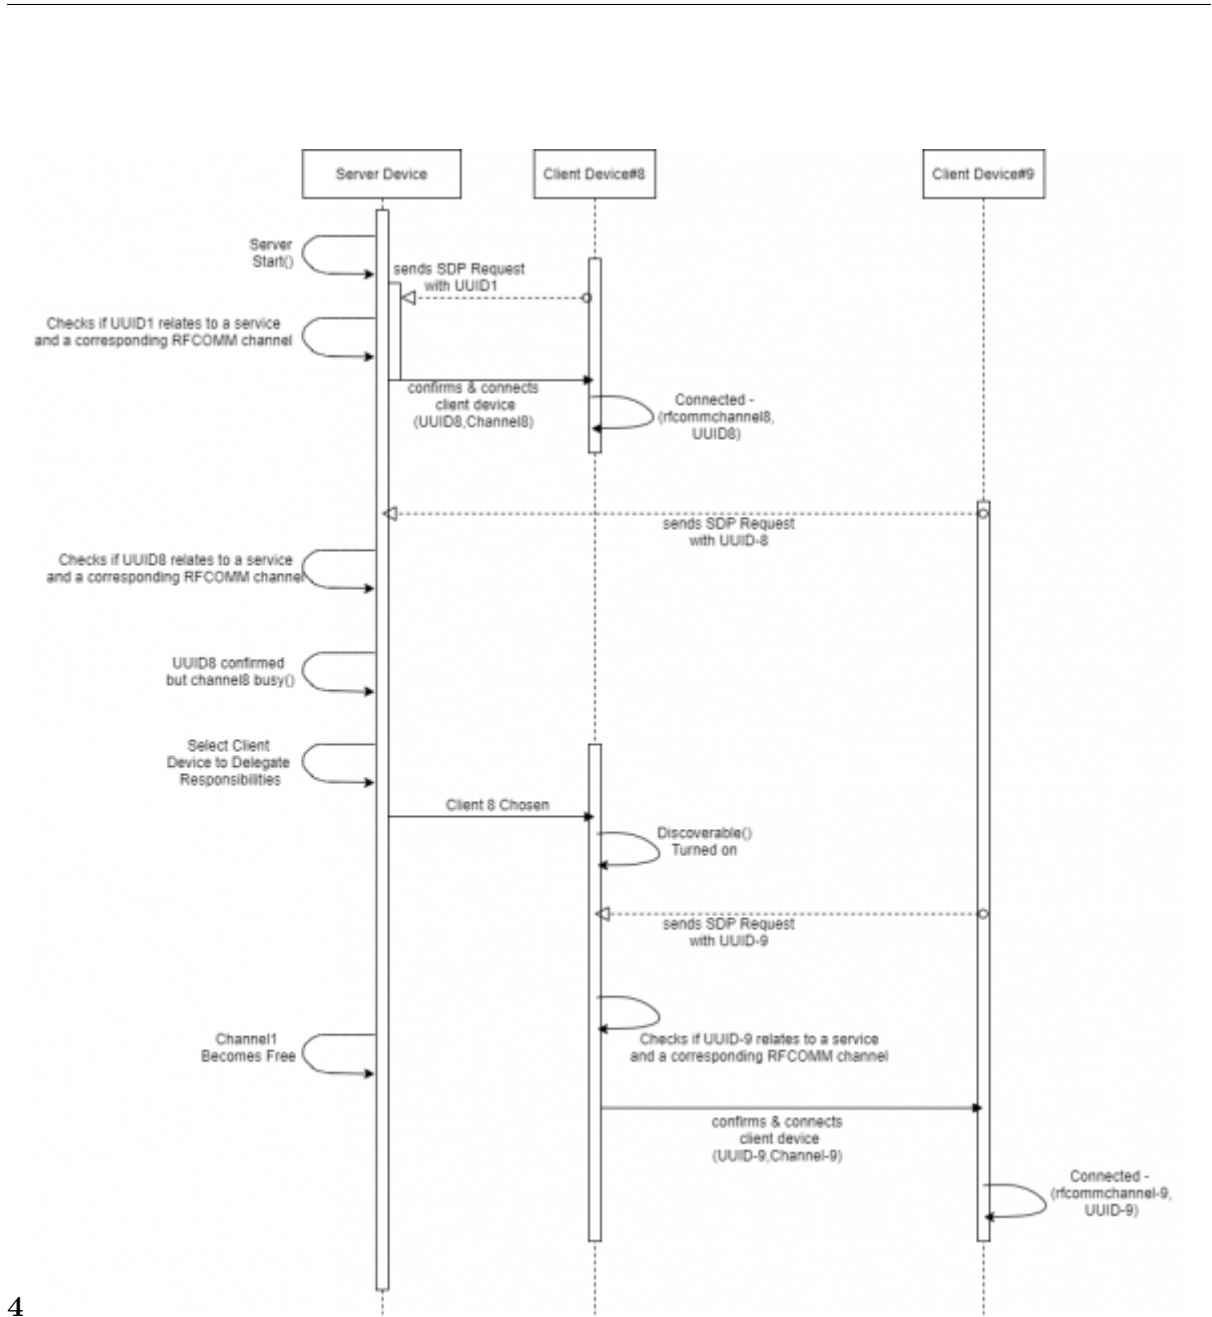 Server Device
Client Device#8
Client Device#9
Server
Start()
sends SDP Request
with UUID1
Checks if UUID1 relates to a service
and a corresponding RFCOMM channel
confirms & connects
client device
(UUID8,Channel8)
Connected -
(rfcommchannel8,
UUID8)
sends SDP Request
with UUID-8
Checks if UUID8 relates to a service
and a corresponding RFCOMM channel
UUID8 confirmed
but channel8 busy()
Select Client
Device to Delegate
Responsibilities
Client 8 Chosen
Discoverable()
Turned on
sends SDP Request
with UUID-9
Channel1
Becomes Free
Checks if UUID-9 relates to a service
and a corresponding RFCOMM channel
confirms & connects
client device
(UUID-9,Channel-9)
Connected -
(rfcommchannel-9,
UUID-9)
4